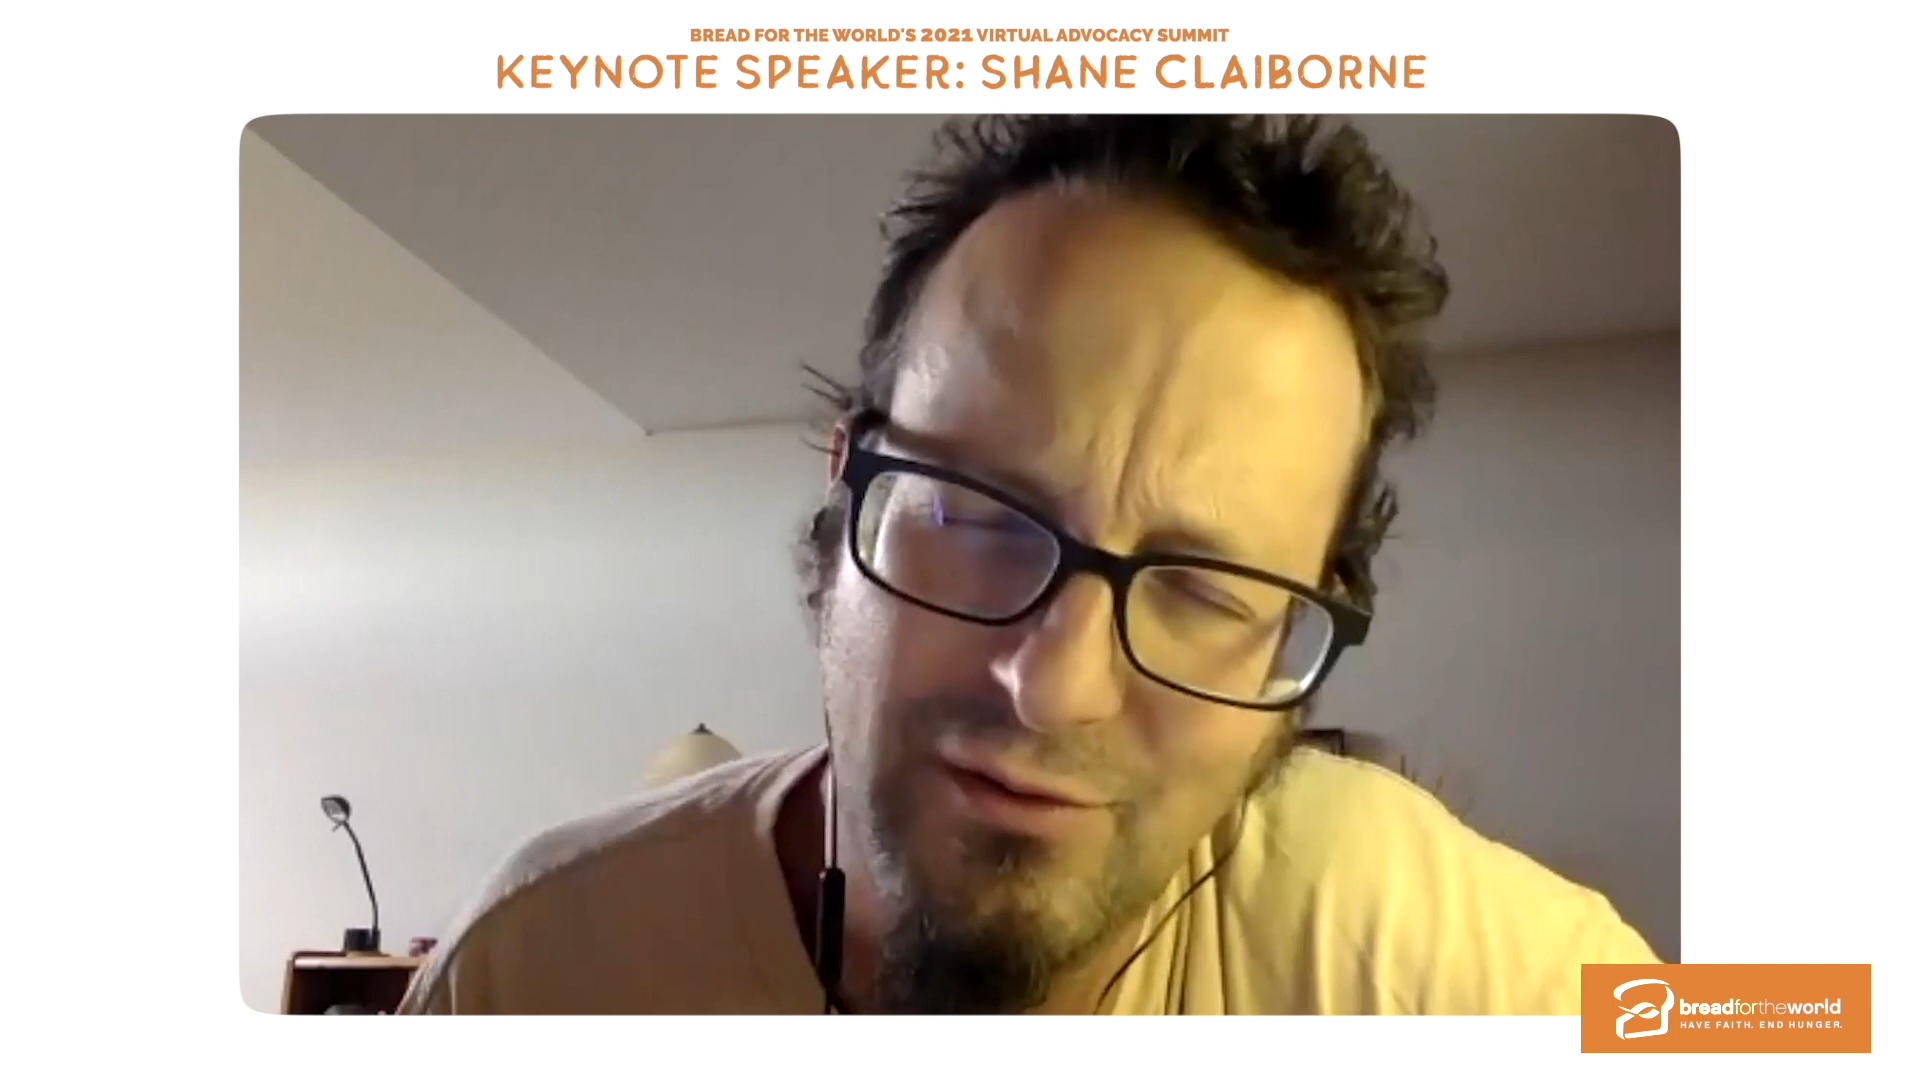 BREAD FOR THE WORLD'S 2021 VIRTUAL ADVOCACY SUMMIT
KEYNOTE SPEAKER: SHANE CLAIBORNE
breadfortheworld
HAVE FAITH. END HUNGER.